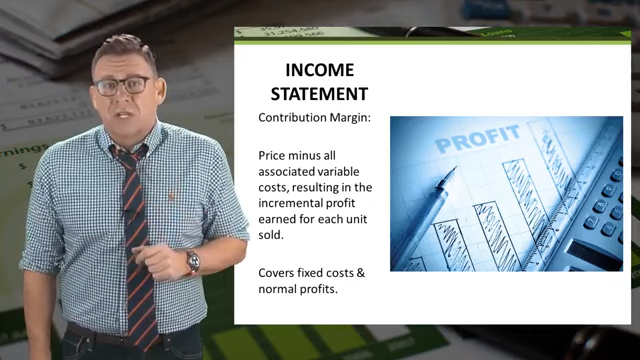 INCOME
STATEMENT
Contribution Margin:
Price minus all
associated variable
costs, resulting in the
incremental profit
earned for each unit
sold.
Covers fixed costs &
normal profits.
PROFIT